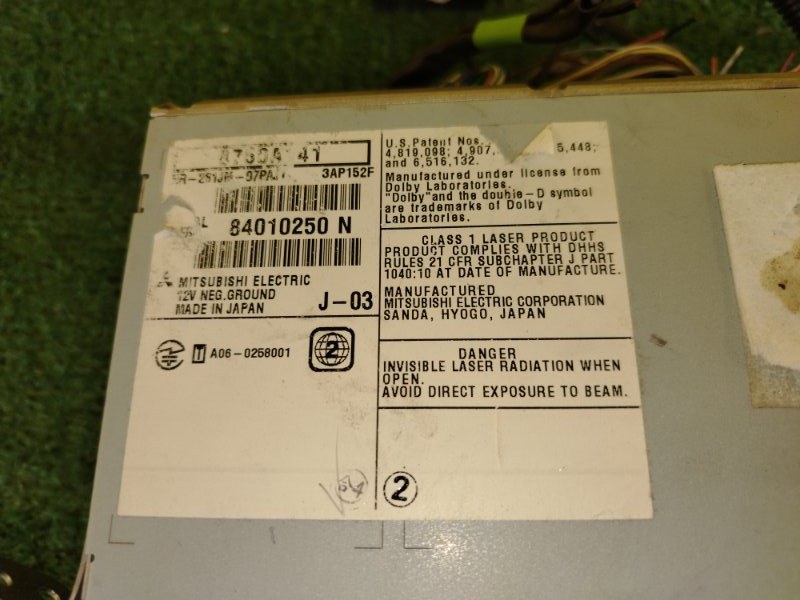 41
3AP152F
84010250 N
MITSUBISHI ELECTRIC
12V NEG.GROUND
MADE IN JAPAN
J-03
A06-0258001
2
U.S.Patent Nos.
4,819,098; 4,907, 5,448;
and 6,516,132.
Manufactured under license from
Dolby Laboratories.
"Dolby"and the double-D symbol
are trademarks of Dolby
Laboratories.
CLASS 1 LASER PRODUCT
PRODUCT COMPLIES WITH DHHS
RULES 21 CFR SUBCHAPTER J PART
1040:10 AT DATE OF MANUFACTURE.
MANUFACTURED
MITSUBISHI ELECTRIC CORPORATION
SANDA, HYOGO, JAPAN
DANGER
INVISIBLE LASER RADIATION WHEN
OPEN.
AVOID DIRECT EXPOSURE TO BEAM.
2